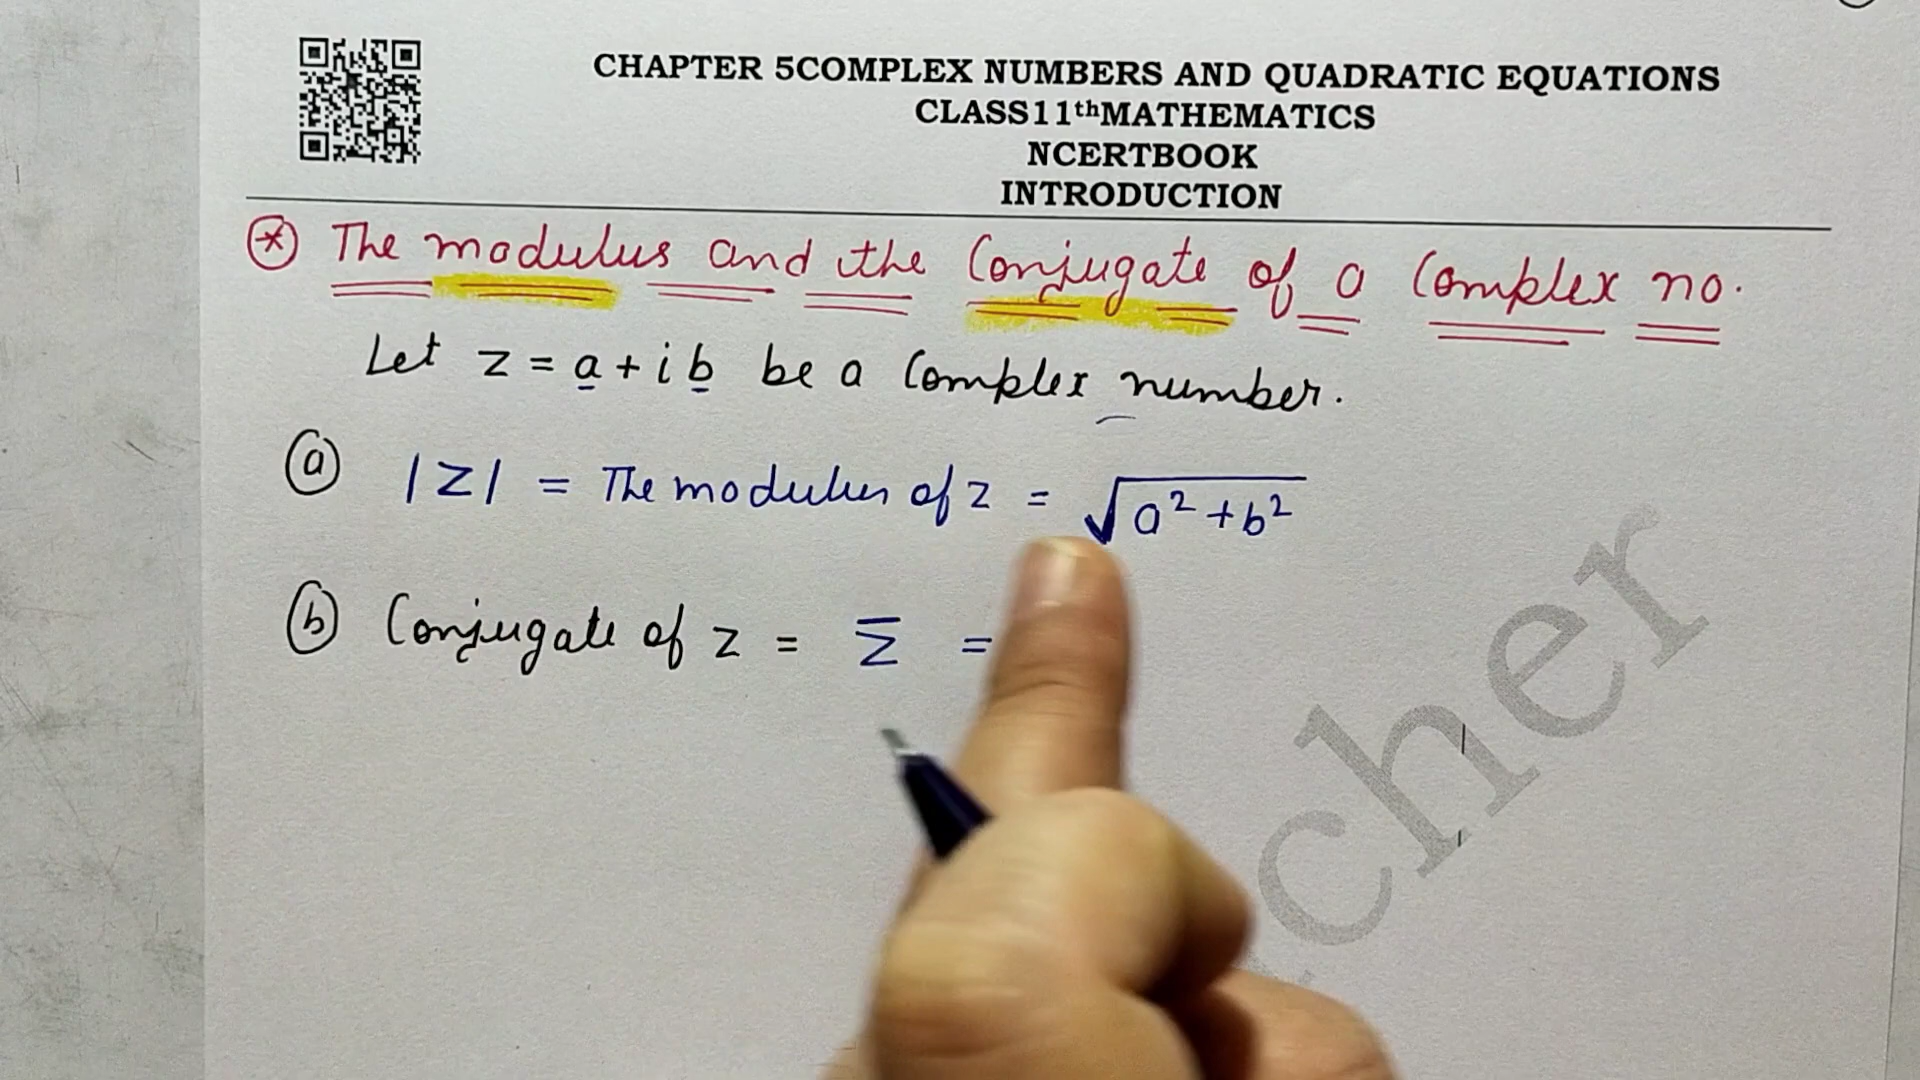 CHAPTER 5COMPLEX NUMBERS AND QUADRATIC EQUATIONS
CLASS11thMATHEMATICS
NCERTBOOK
INTRODUCTION
The modulus and the Conjugate of a Complex no.
Let z = a + i b be a Complex number.
(a) |Z| = The modulus of z = √a²+b²
(b) Conjugate of z = z̅ =
cher